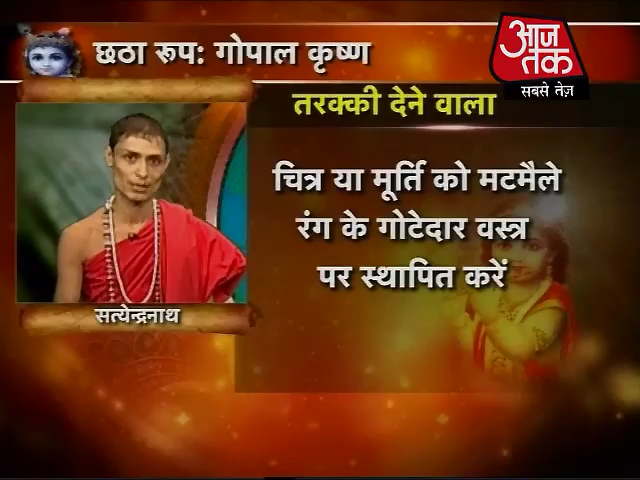 छठा रूप: गोपाल कृष्ण
आज
तक
सबसे तेज़
तरक्की देने वाला
चित्र या मूर्ति को मटमैले
रंग के गोटेदार वस्त्र
पर स्थापित करें
सत्येन्द्रनाथ